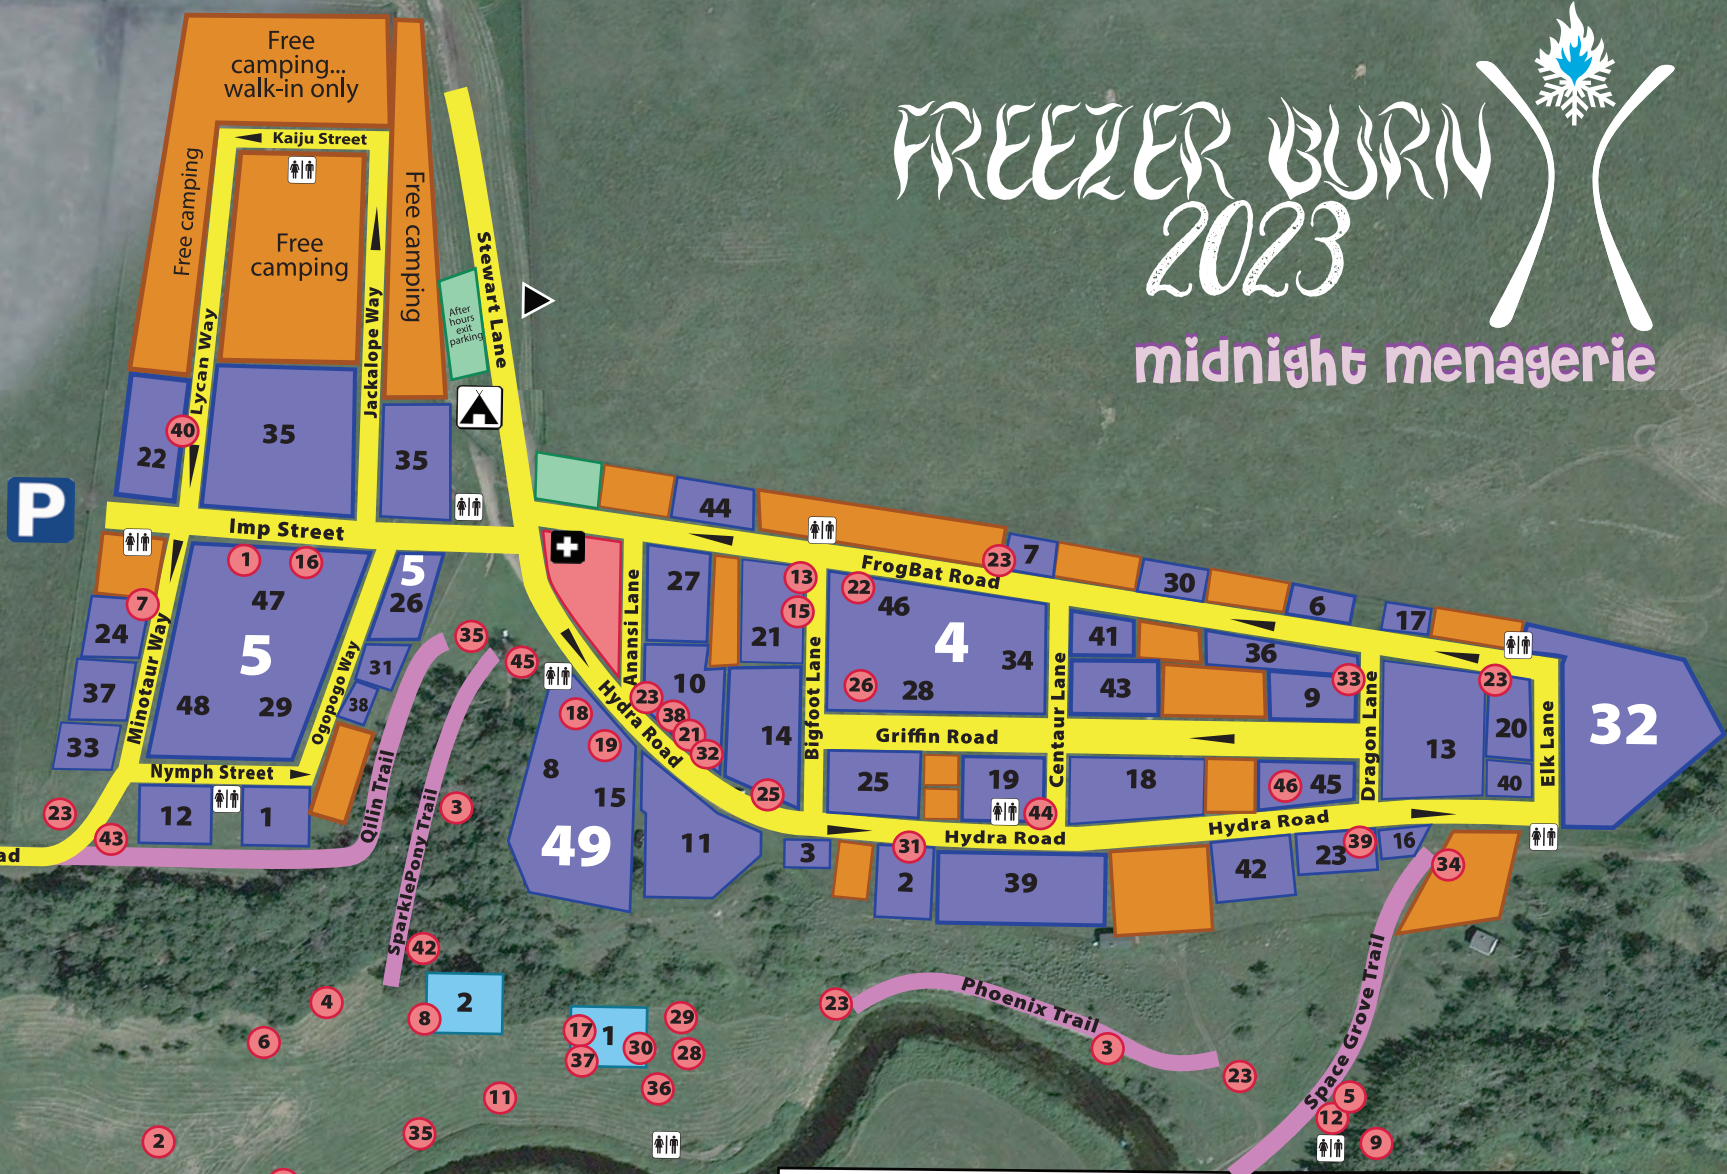 Free
camping...
walk-in only
Kaiju Street
Free camping
Free
camping
Free camping
FREEZER BURN
2023
midnight menagerie
Stewart Lane
After
hours
exit
parking
Lycan Way
Jackalope Way
40
22
35
35
P
Imp Street
44
1
16
5
26
47
7
24
5
31
37
48
29
38
33
Minotaur Way
Ogopogo Way
Nymph Street
12
1
23
43
ad
Qilin Trail
SparklePony Trail
35
45
3
42
Anansi Lane
27
13
15
21
10
23
38
21
32
14
25
Hydra Road
18
19
8
15
49
11
Bigfoot Lane
FrogBat Road
23
7
30
6
17
22
46
4
34
26
28
Centaur Lane
41
36
43
9
33
Dragon Lane
23
20
13
40
Elk Lane
32
Griffin Road
25
19
44
18
46
45
Hydra Road
Hydra Road
3
31
2
39
42
23
39
16
34
Space Grove Trail
Phoenix Trail
23
3
23
5
12
9
4
6
8
2
17
1
30
37
29
28
36
11
35
2